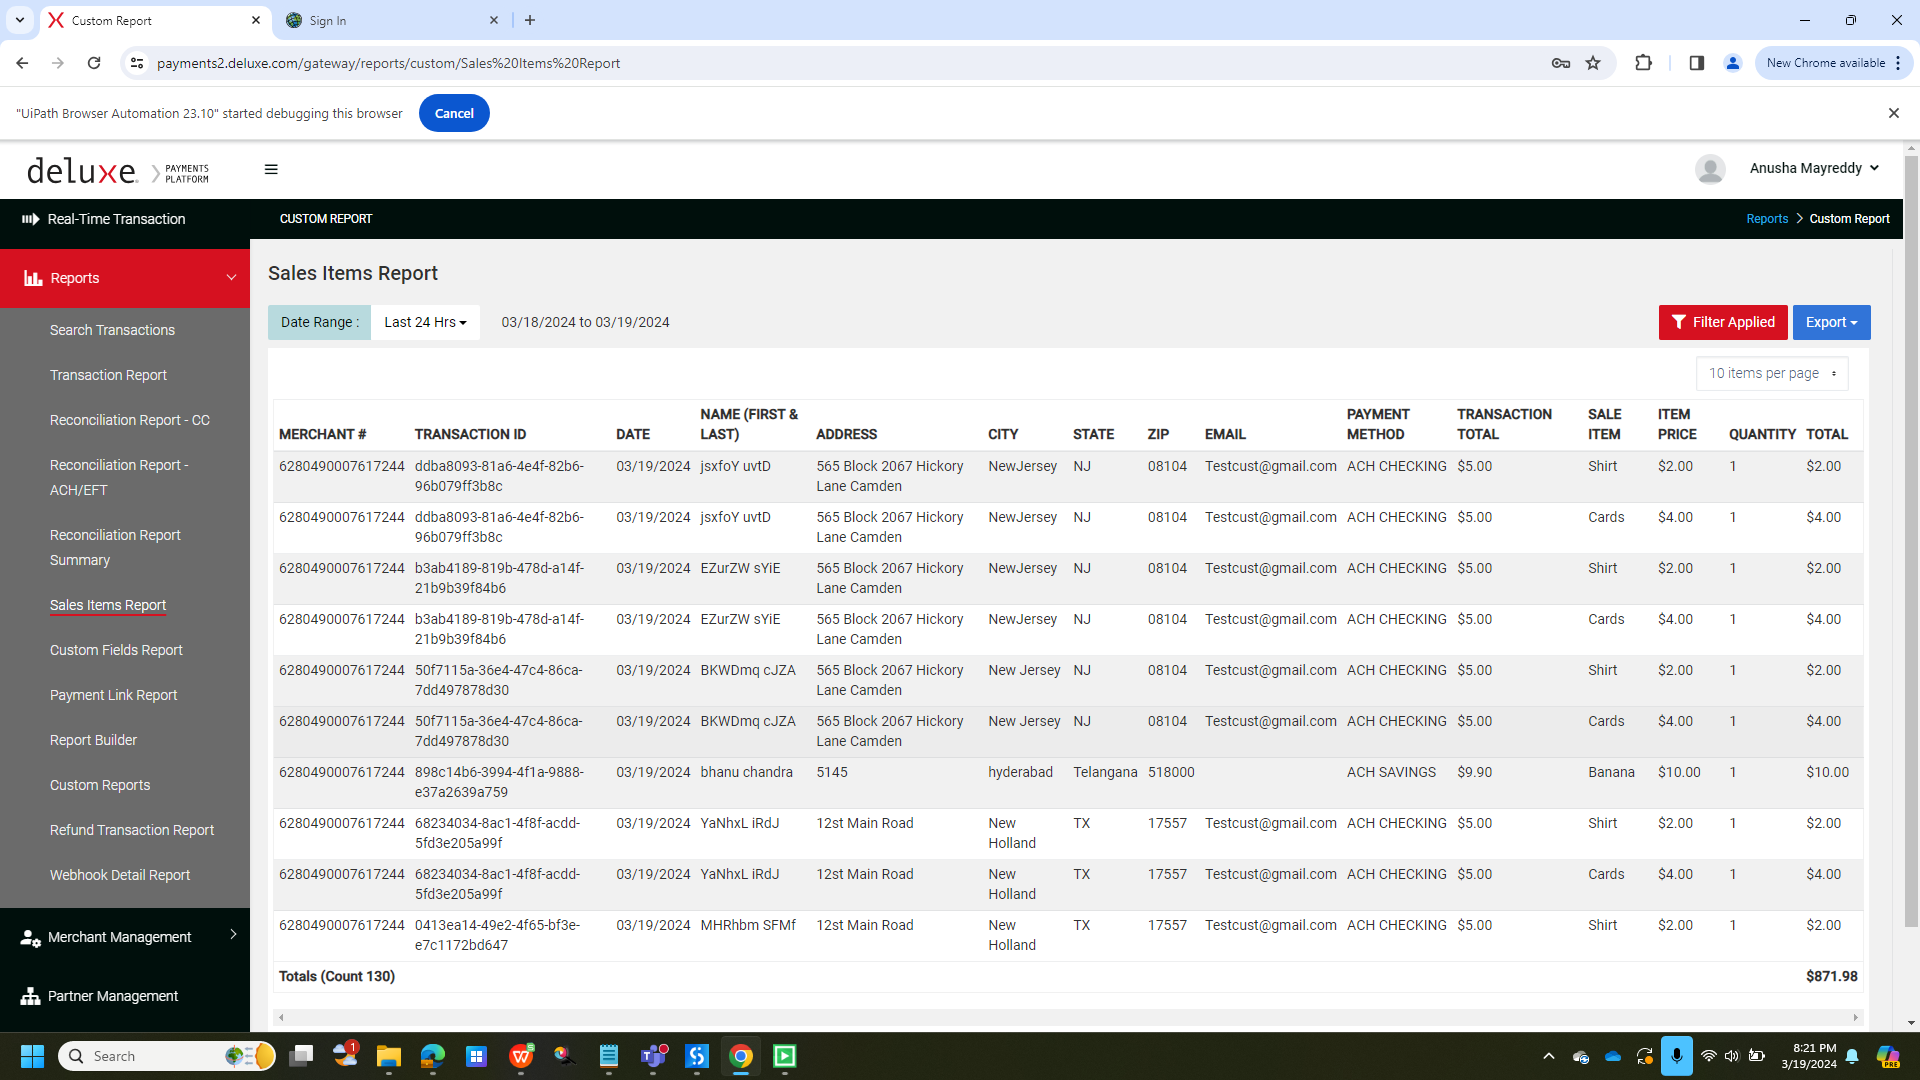 Custom Report
Sign In
payments2.deluxe.com/gateway/reports/custom/Sales%20Items%20Report
New Chrome available
"UiPath Browser Automation 23.10" started debugging this browser
Cancel
deluxe. PAYMENTS PLATFORM
Anusha Mayreddy
Real-Time Transaction
CUSTOM REPORT
Reports > Custom Report
Reports
Search Transactions
Transaction Report
Reconciliation Report - CC
Reconciliation Report -
ACH/EFT
Reconciliation Report
Summary
Sales Items Report
Custom Fields Report
Payment Link Report
Report Builder
Custom Reports
Refund Transaction Report
Webhook Detail Report
Merchant Management
Partner Management
Sales Items Report
Date Range : Last 24 Hrs 03/18/2024 to 03/19/2024
Filter Applied Export
10 items per page
MERCHANT # TRANSACTION ID DATE NAME (FIRST & LAST) ADDRESS CITY STATE ZIP EMAIL PAYMENT METHOD TRANSACTION TOTAL SALE ITEM ITEM PRICE QUANTITY TOTAL
6280490007617244 ddba8093-81a6-4e4f-82b6- 03/19/2024 jsxfoY uvtD 565 Block 2067 Hickory NewJersey NJ 08104 Testcust@gmail.com ACH CHECKING $5.00 Shirt $2.00 1 $2.00
96b079ff3b8c Lane Camden
6280490007617244 ddba8093-81a6-4e4f-82b6- 03/19/2024 jsxfoY uvtD 565 Block 2067 Hickory NewJersey NJ 08104 Testcust@gmail.com ACH CHECKING $5.00 Cards $4.00 1 $4.00
96b079ff3b8c Lane Camden
6280490007617244 b3ab4189-819b-478d-a14f- 03/19/2024 EZurZW sYiE 565 Block 2067 Hickory NewJersey NJ 08104 Testcust@gmail.com ACH CHECKING $5.00 Shirt $2.00 1 $2.00
21b9b39f84b6 Lane Camden
6280490007617244 b3ab4189-819b-478d-a14f- 03/19/2024 EZurZW sYiE 565 Block 2067 Hickory NewJersey NJ 08104 Testcust@gmail.com ACH CHECKING $5.00 Cards $4.00 1 $4.00
21b9b39f84b6 Lane Camden
6280490007617244 50f7115a-36e4-47c4-86ca- 03/19/2024 BKWDmq cJZA 565 Block 2067 Hickory New Jersey NJ 08104 Testcust@gmail.com ACH CHECKING $5.00 Shirt $2.00 1 $2.00
7dd497878d30 Lane Camden
6280490007617244 50f7115a-36e4-47c4-86ca- 03/19/2024 BKWDmq cJZA 565 Block 2067 Hickory New Jersey NJ 08104 Testcust@gmail.com ACH CHECKING $5.00 Cards $4.00 1 $4.00
7dd497878d30 Lane Camden
6280490007617244 898c14b6-3994-4f1a-9888- 03/19/2024 bhanu chandra 5145 hyderabad Telangana 518000 ACH SAVINGS $9.90 Banana $10.00 1 $10.00
e37a2639a759
6280490007617244 68234034-8ac1-4f8f-acdd- 03/19/2024 YaNhxL iRdJ 12st Main Road New TX 17557 Testcust@gmail.com ACH CHECKING $5.00 Shirt $2.00 1 $2.00
5fd3e205a99f Holland
6280490007617244 68234034-8ac1-4f8f-acdd- 03/19/2024 YaNhxL iRdJ 12st Main Road New TX 17557 Testcust@gmail.com ACH CHECKING $5.00 Cards $4.00 1 $4.00
5fd3e205a99f Holland
6280490007617244 0413ea14-49e2-4f65-bf3e- 03/19/2024 MHRhbm SFMf 12st Main Road New TX 17557 Testcust@gmail.com ACH CHECKING $5.00 Shirt $2.00 1 $2.00
e7c1172bd647 Holland
Totals (Count 130) $871.98
Search
1
8:21 PM
3/19/2024
PRE